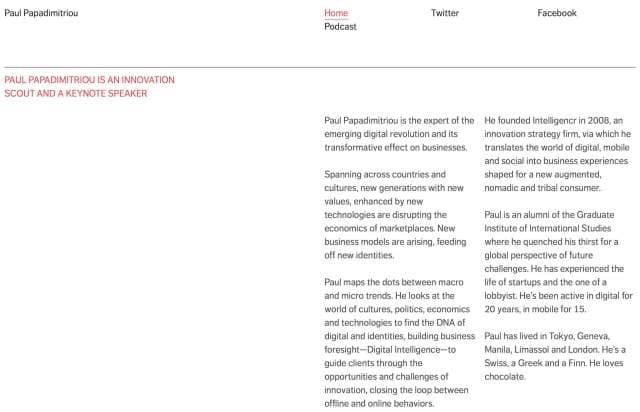 Paul Papadimitriou
Home
Twitter
Facebook
Podcast
PAUL PAPADIMITRIOU IS AN INNOVATION
SCOUT AND A KEYNOTE SPEAKER
Paul Papadimitriou is the expert of the
emerging digital revolution and its
transformative effect on businesses.
Spanning across countries and
cultures, new generations with new
values, enhanced by new
technologies are disrupting the
economics of marketplaces. New
business models are arising, feeding
off new identities.
Paul maps the dots between macro
and micro trends. He looks at the
world of cultures, politics, economics
and technologies to find the DNA of
digital and identities, building business
foresight—Digital Intelligence—to
guide clients through the
opportunities and challenges of
innovation, closing the loop between
offline and online behaviors.
He founded Intelligencr in 2008, an
innovation strategy firm, via which he
translates the world of digital, mobile
and social into business experiences
shaped for a new augmented,
nomadic and tribal consumer.
Paul is an alumni of the Graduate
Institute of International Studies
where he quenched his thirst for a
global perspective of future
challenges. He has experienced the
life of startups and the one of a
lobbyist. He's been active in digital for
20 years, in mobile for 15.
Paul has lived in Tokyo, Geneva,
Manila, Limassol and London. He's a
Swiss, a Greek and a Finn. He loves
chocolate.